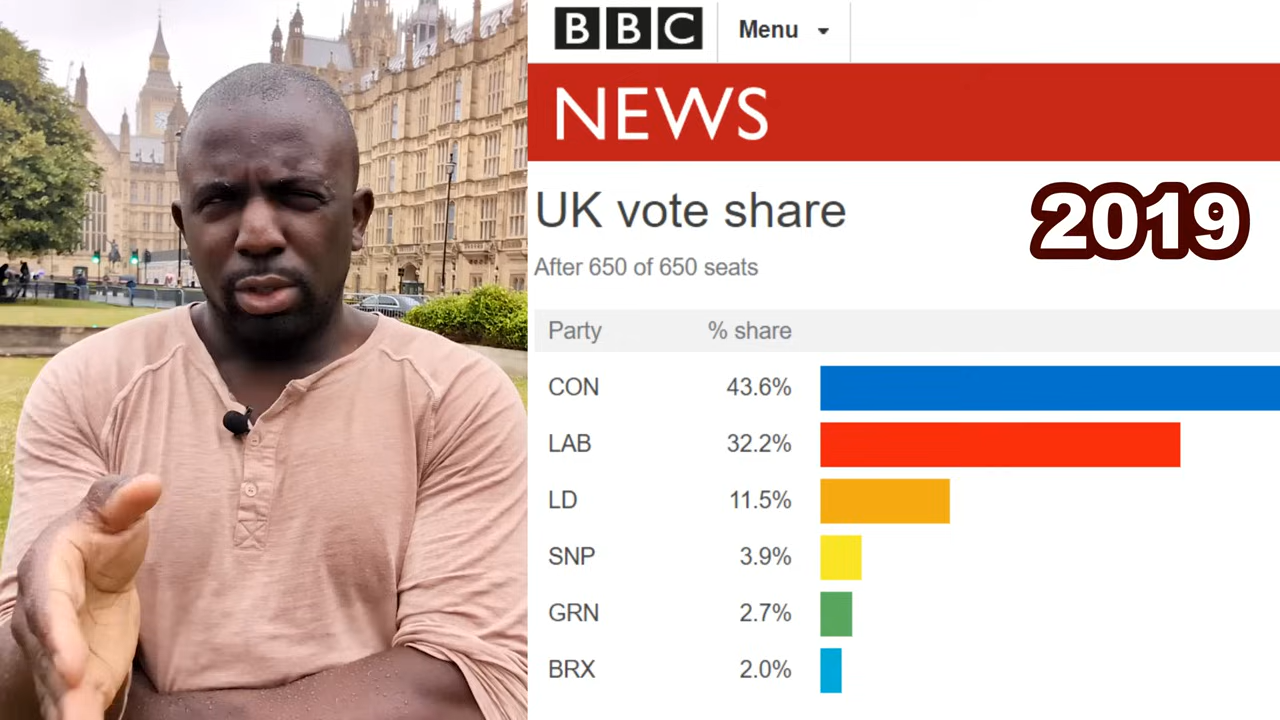 BBC
Menu
NEWS
UK vote share
2019
After 650 of 650 seats
Party % share
CON 43.6%
LAB 32.2%
LD 11.5%
SNP 3.9%
GRN 2.7%
BRX 2.0%